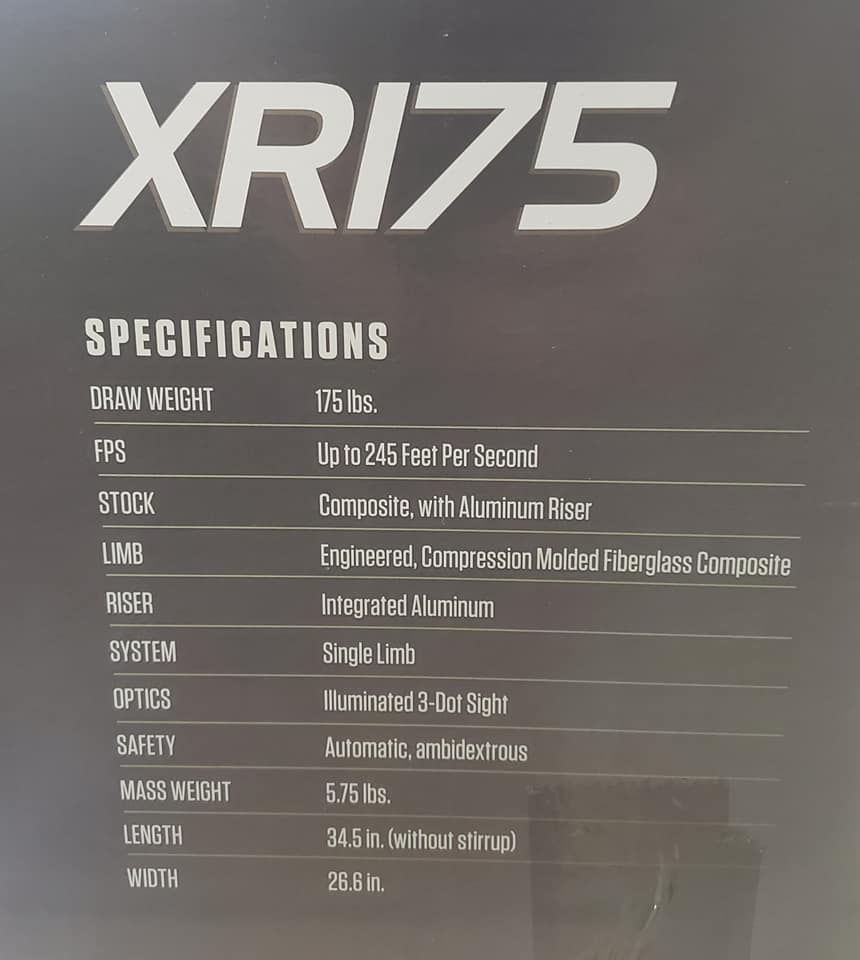 XR175
SPECIFICATIONS
DRAW WEIGHT 175 lbs.
FPS Up to 245 Feet Per Second
STOCK Composite, with Aluminum Riser
LIMB Engineered, Compression Molded Fiberglass Composite
RISER Integrated Aluminum
SYSTEM Single Limb
OPTICS Illuminated 3-Dot Sight
SAFETY Automatic, ambidextrous
MASS WEIGHT 5.75 lbs.
LENGTH 34.5 in. (without stirrup)
WIDTH 26.6 in.